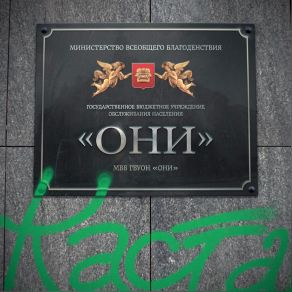 МИНИСТЕРСТВО ВСЕОБЩЕГО БЛАГОДЕНСТВИЯ
ГОСУДАРСТВЕННОЕ БЮДЖЕТНОЕ УЧРЕЖДЕНИЕ
ОБСЛУЖИВАНИЯ НАСЕЛЕНИЯ
«ОНИ»
МВБ ГБУОН «ОНИ»
Каста